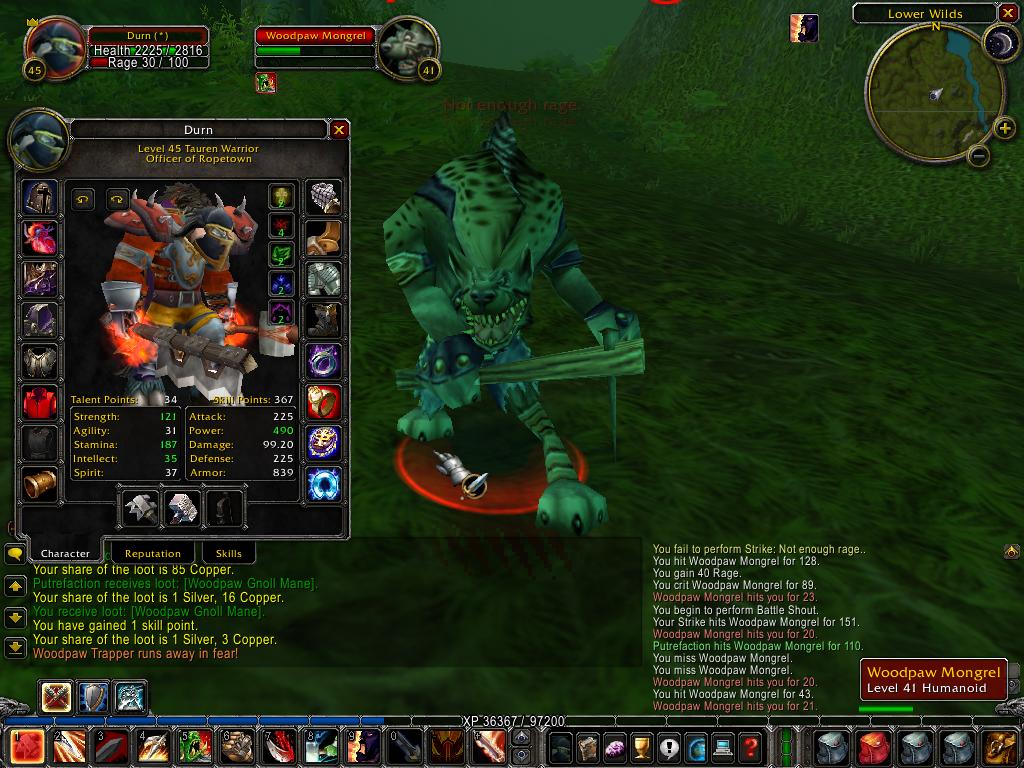 Durn (*)
Health 2225 / 2816
Rage 30 / 100
45
Woodpaw Mongrel
41
Lower Wilds
N
Not enough rage.
Durn
Level 45 Tauren Warrior
Officer of Ropetown
2
4
2
2
2
Talent Points: 34 Skill Points: 367
Strength: 121 Attack: 225
Agility: 31 Power: 490
Stamina: 187 Damage: 99.20
Intellect: 35 Defense: 225
Spirit: 37 Armor: 839
Character Reputation Skills
Your share of the loot is 85 Copper.
Putrefaction receives loot: [Woodpaw Gnoll Mane].
Your share of the loot is 1 Silver, 16 Copper.
You receive loot: [Woodpaw Gnoll Mane].
You have gained 1 skill point.
Your share of the loot is 1 Silver, 3 Copper.
Woodpaw Trapper runs away in fear!
You fail to perform Strike: Not enough rage..
You hit Woodpaw Mongrel for 128.
You gain 40 Rage.
You crit Woodpaw Mongrel for 89.
Woodpaw Mongrel hits you for 23.
You begin to perform Battle Shout.
Your Strike hits Woodpaw Mongrel for 151.
Woodpaw Mongrel hits you for 20.
Putrefaction hits Woodpaw Mongrel for 110.
You miss Woodpaw Mongrel.
You miss Woodpaw Mongrel.
Woodpaw Mongrel hits you for 20.
You hit Woodpaw Mongrel for 43.
Woodpaw Mongrel hits you for 21.
Woodpaw Mongrel
Level 41 Humanoid
XP 36367 / 97200
1 2 3 4 5 6 7 8 9 0 - =